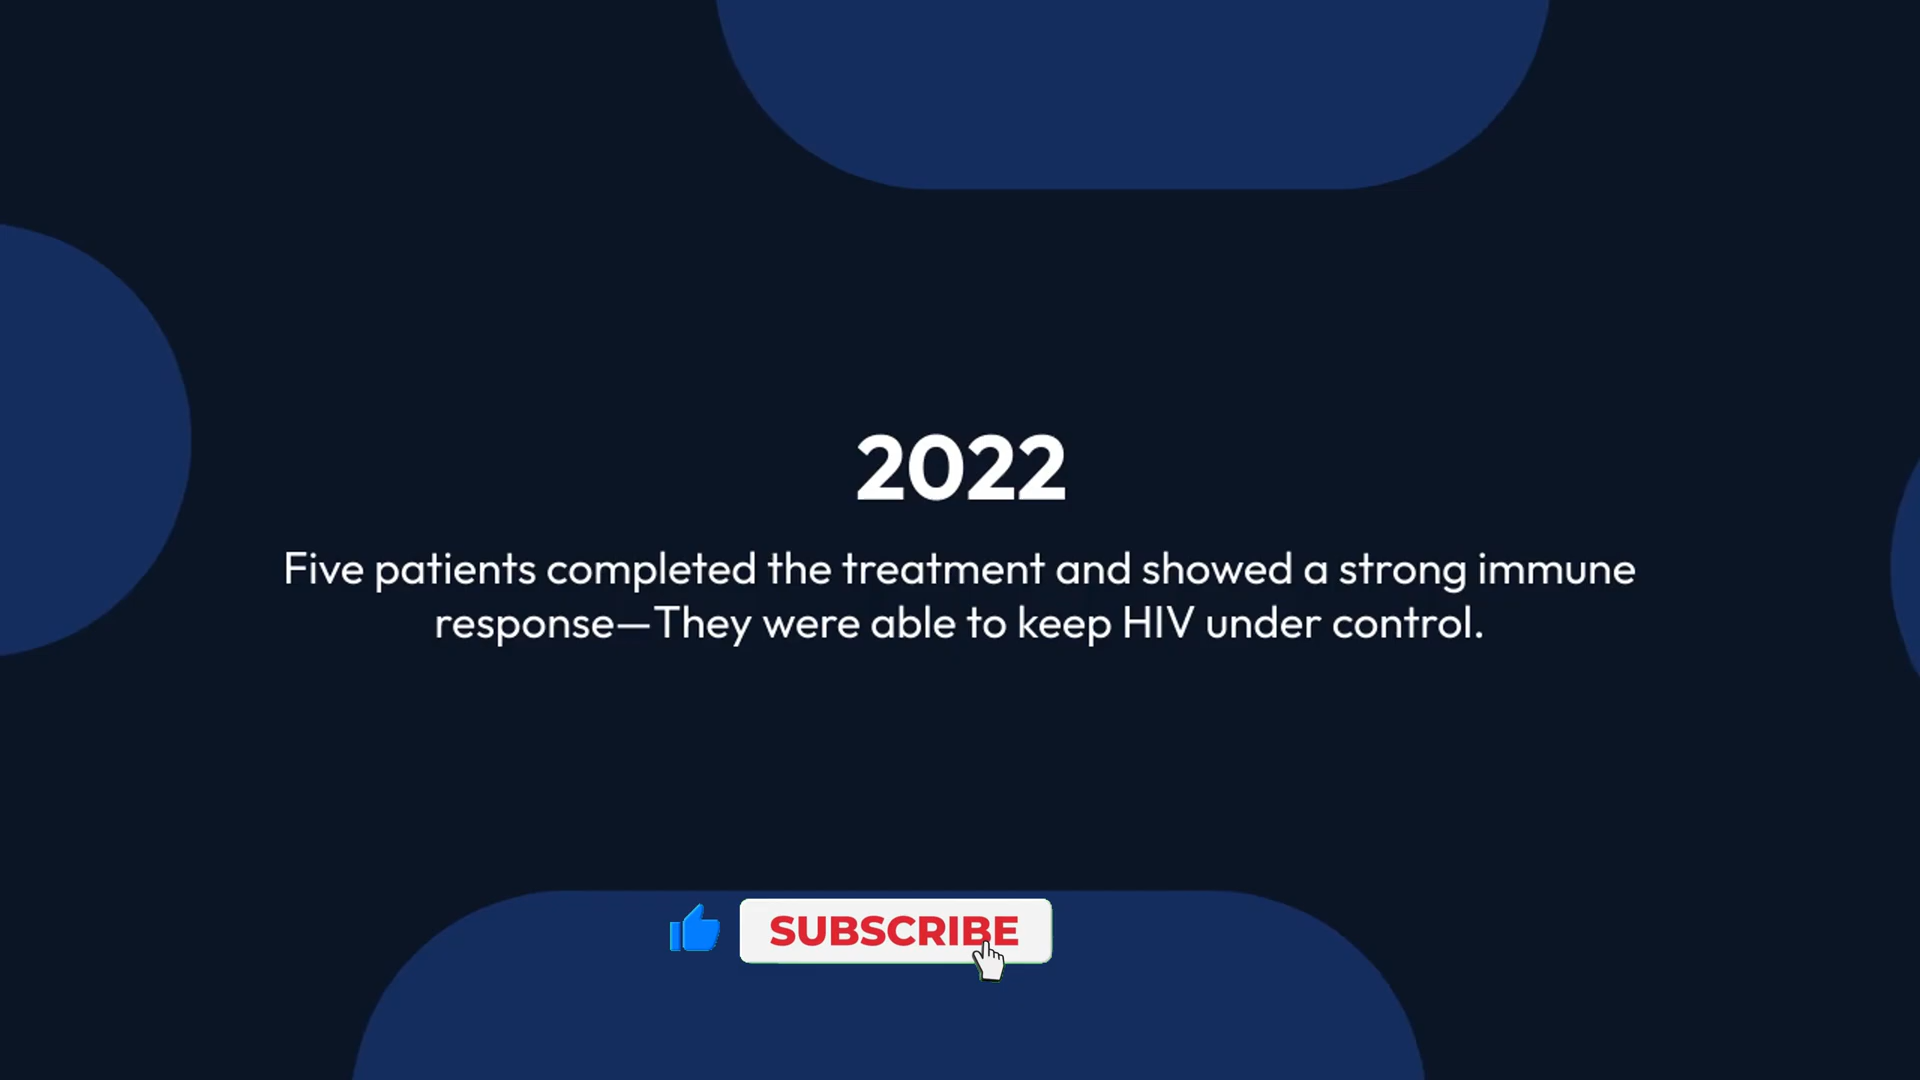 2022
Five patients completed the treatment and showed a strong immune
response—They were able to keep HIV under control.
SUBSCRIBE